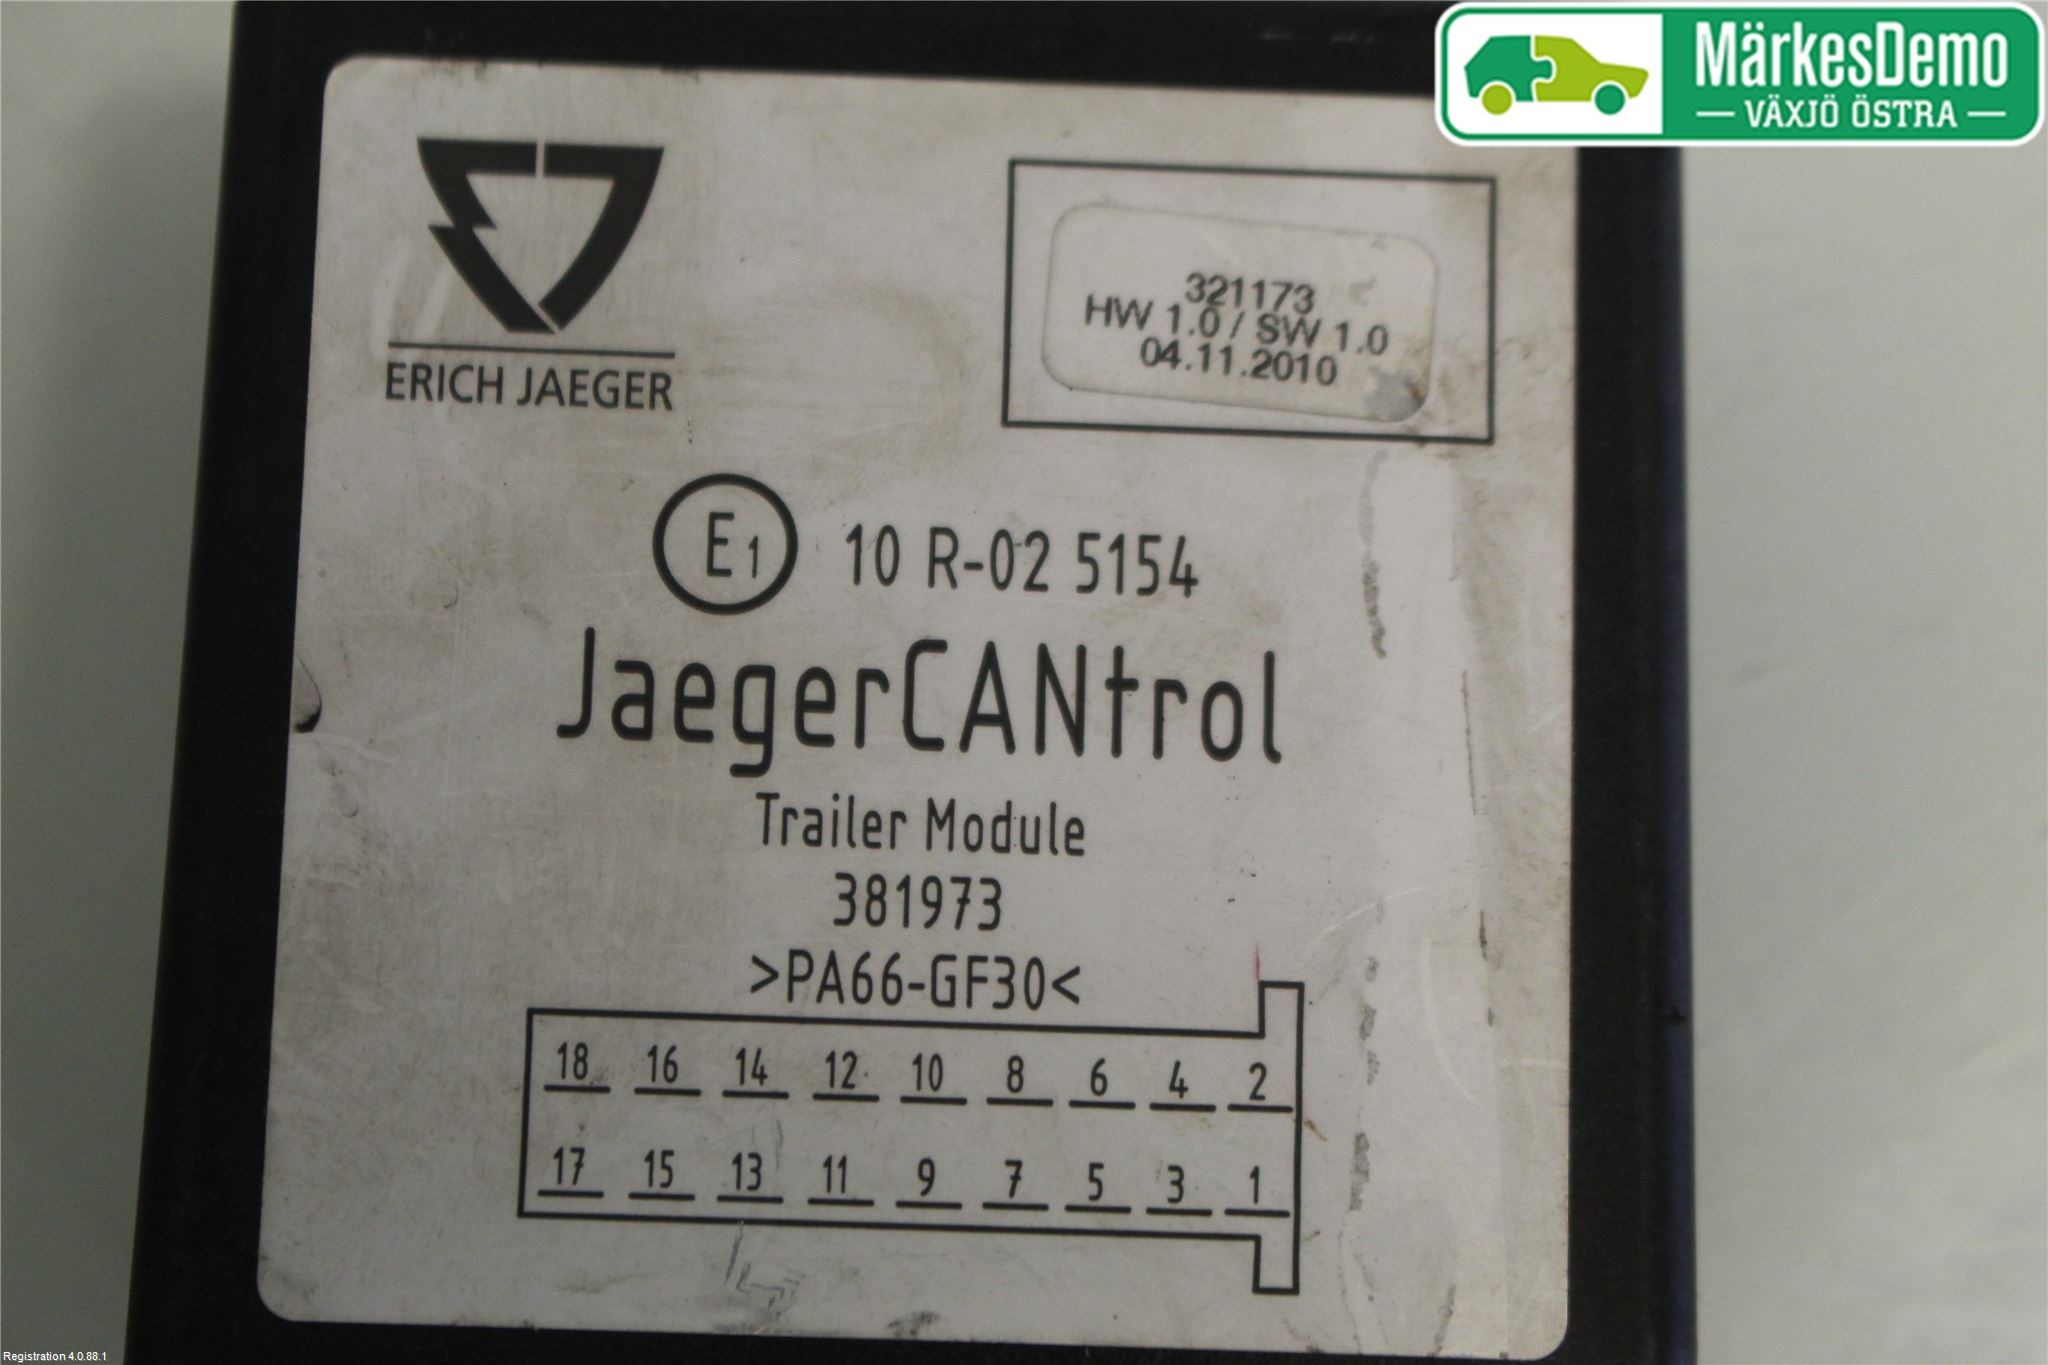 MärkesDemo
VÄXJÖ ÖSTRA
ERICH JAEGER
321173
HW 1.0 / SW 1.0
04.11.2010
E1 10 R-02 5154
JaegerCANtrol
Trailer Module
381973
>PA66-GF30<
18 16 14 12 10 8 6 4 2
17 15 13 11 9 7 5 3 1
Registration 4.0.88.1